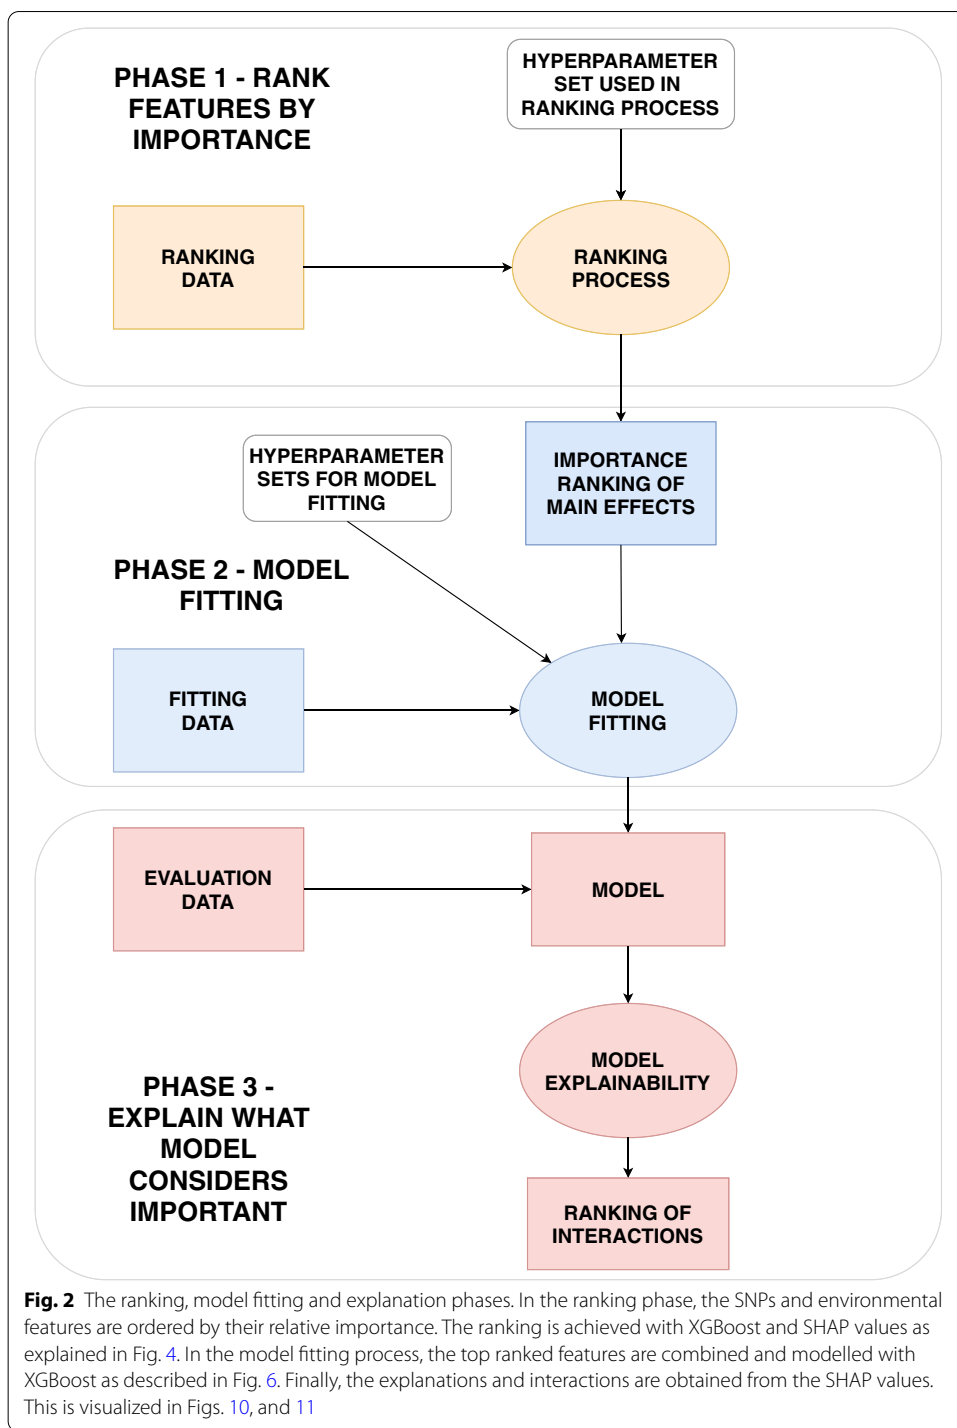 PHASE 1 - RANK
FEATURES BY
IMPORTANCE
HYPERPARAMETER
SET USED IN
RANKING PROCESS
RANKING
DATA
RANKING
PROCESS
HYPERPARAMETER
SETS FOR MODEL
FITTING
IMPORTANCE
RANKING OF
MAIN EFFECTS
PHASE 2 - MODEL
FITTING
FITTING
DATA
MODEL
FITTING
EVALUATION
DATA
MODEL
MODEL
EXPLAINABILITY
PHASE 3 -
EXPLAIN WHAT
MODEL
CONSIDERS
IMPORTANT
RANKING OF
INTERACTIONS
Fig. 2 The ranking, model fitting and explanation phases. In the ranking phase, the SNPs and environmental
features are ordered by their relative importance. The ranking is achieved with XGBoost and SHAP values as
explained in Fig. 4. In the model fitting process, the top ranked features are combined and modelled with
XGBoost as described in Fig. 6. Finally, the explanations and interactions are obtained from the SHAP values.
This is visualized in Figs. 10, and 11